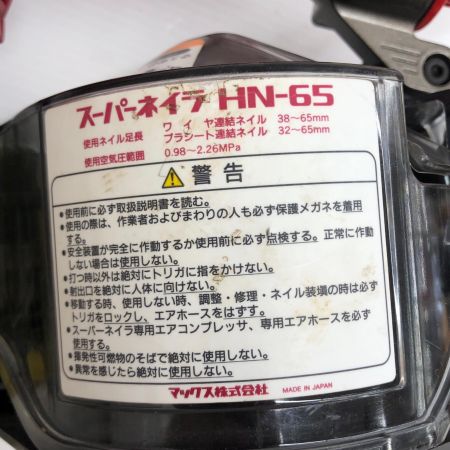 スーパーネイラ HN-65
使用ネイル足長 ワイヤ連結ネイル 38~65mm
プラシート連結ネイル 32~65mm
使用空気圧範囲 0.98~2.26MPa
警告
●使用前に必ず取扱説明書を読む。
●使用の際は、作業者およびまわりの人も必ず保護メガネを着用
する。
●安全装置が完全に作動するか使用前に必ず点検する。正常に作動
しない場合は使用しない。
●打つ時以外は絶対にトリガに指をかけない。
●射出口を絶対に人体に向けない。
●移動する時、使用しない時、調整・修理・ネイル装塡の時は必ず
トリガをロックし、エアホースをはずす。
●スーパーネイラ専用エアコンプレッサ、専用エアホースを必ず
使用する。
●揮発性可燃物のそばで絶対に使用しない。
●異常を感じたら絶対に使用しない。
マックス株式会社 MADE IN JAPAN